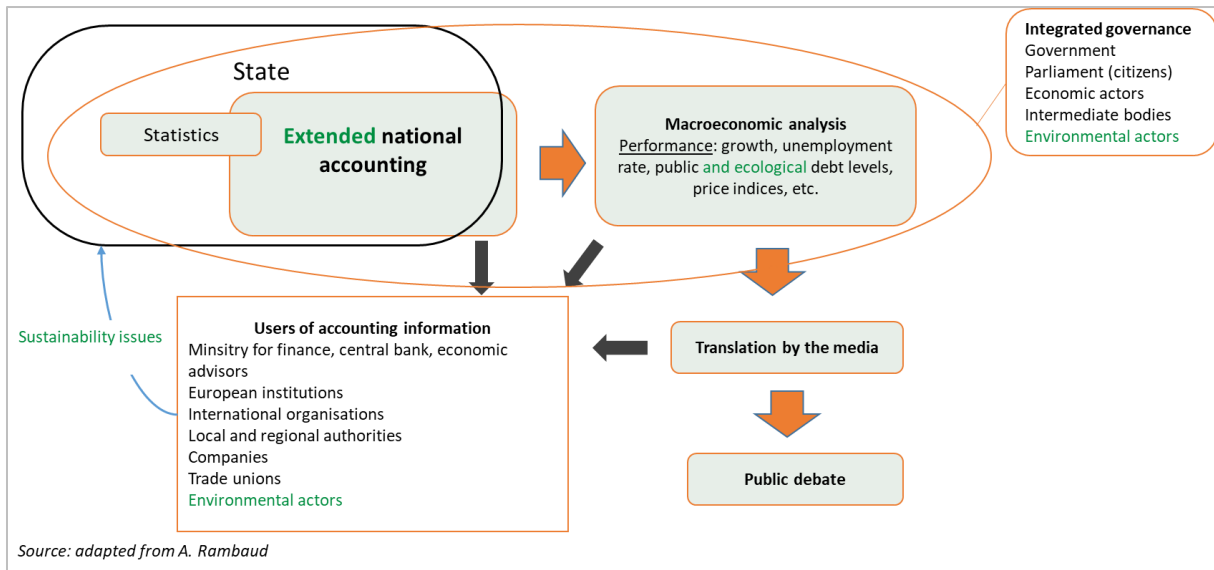 State
Statistics
Extended national
accounting
Macroeconomic analysis
Performance: growth, unemployment
rate, public and ecological debt levels,
price indices, etc.
Integrated governance
Government
Parliament (citizens)
Economic actors
Intermediate bodies
Environmental actors
Sustainability issues
Users of accounting information
Minsitry for finance, central bank, economic
advisors
European institutions
International organisations
Local and regional authorities
Companies
Trade unions
Environmental actors
Translation by the media
Public debate
Source: adapted from A. Rambaud